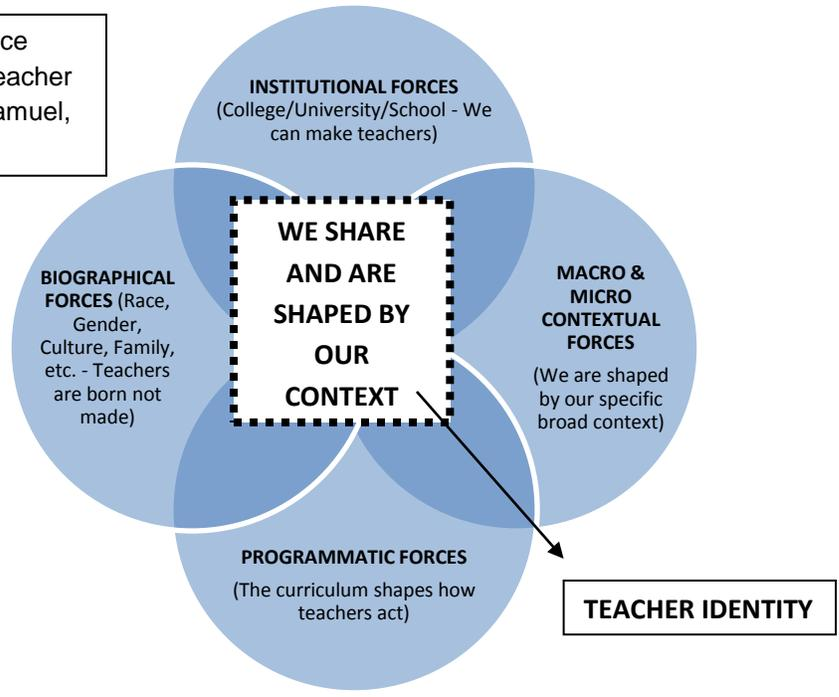 ce
eacher
amuel,
INSTITUTIONAL FORCES
(College/University/School - We
can make teachers)
BIOGRAPHICAL
FORCES (Race,
Gender,
Culture, Family,
etc. - Teachers
are born not
made)
WE SHARE
AND ARE
SHAPED BY
OUR
CONTEXT
MACRO &
MICRO
CONTEXTUAL
FORCES
(We are shaped
by our specific
broad context)
PROGRAMMATIC FORCES
(The curriculum shapes how
teachers act)
TEACHER IDENTITY